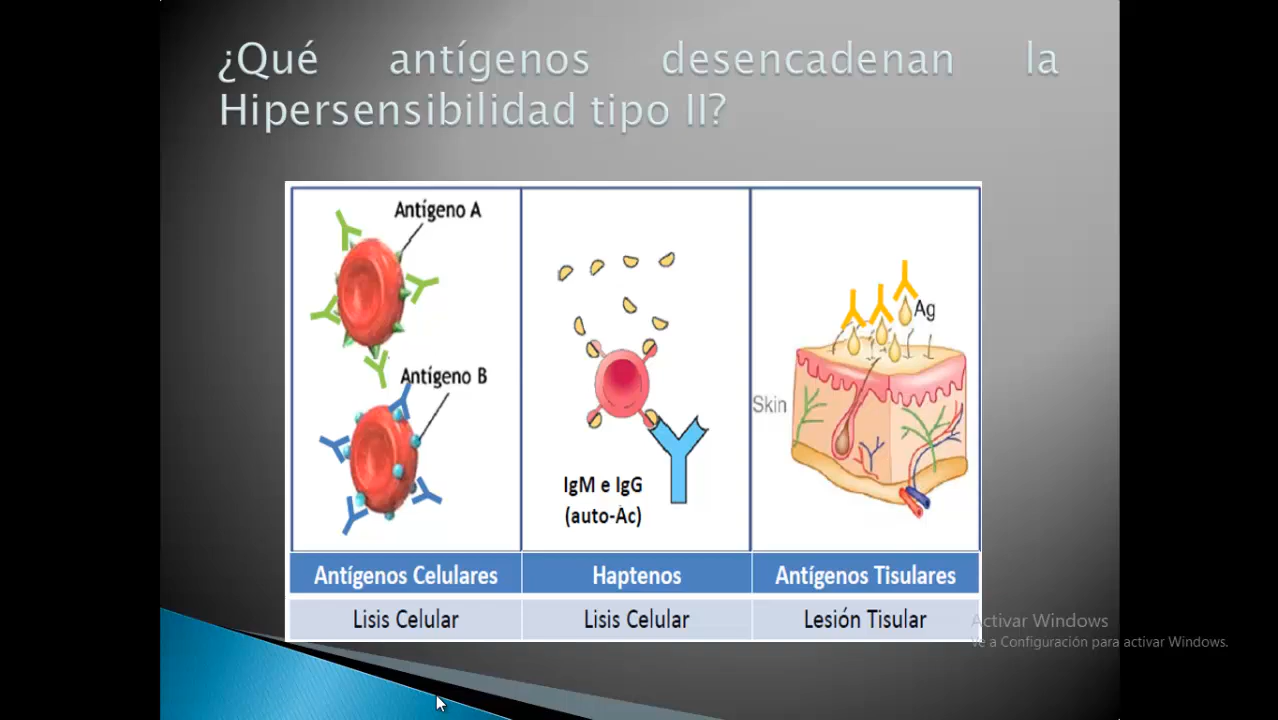 ¿Qué antígenos desencadenan la
Hipersensibilidad tipo II?
Antígeno A
Antígeno B
IgM e IgG
(auto-Ac)
Ag
Skin
Antígenos Celulares
Haptenos
Antígenos Tisulares
Lisis Celular
Lisis Celular
Lesión Tisular
Activar Windows
Ve a Configuración para activar Windows.